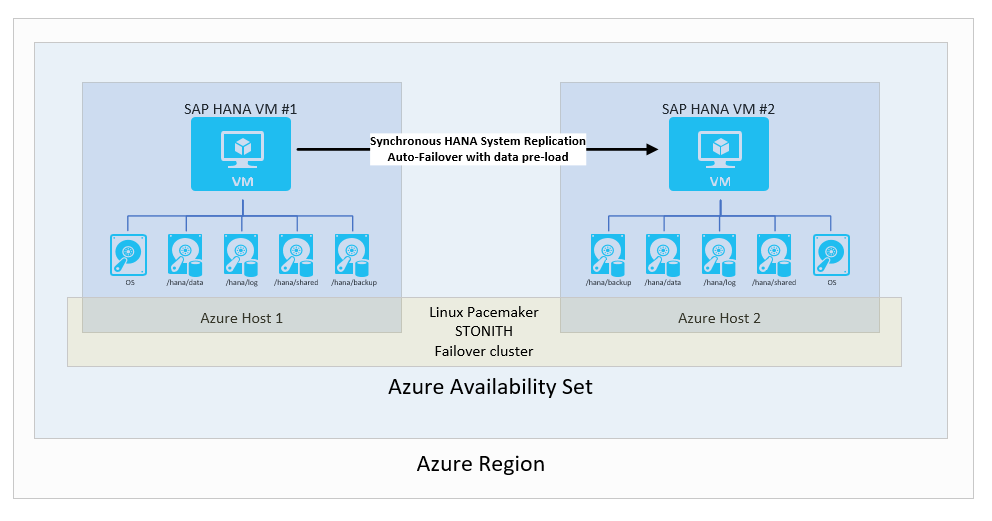 SAP HANA VM #1
SAP HANA VM #2
Synchronous HANA System Replication
Auto-Failover with data pre-load
VM
VM
OS
/hana/data
/hana/log
/hana/shared
/hana/backup
/hana/backup
/hana/data
/hana/log
/hana/shared
OS
Azure Host 1
Linux Pacemaker
STONITH
Failover cluster
Azure Host 2
Azure Availability Set
Azure Region